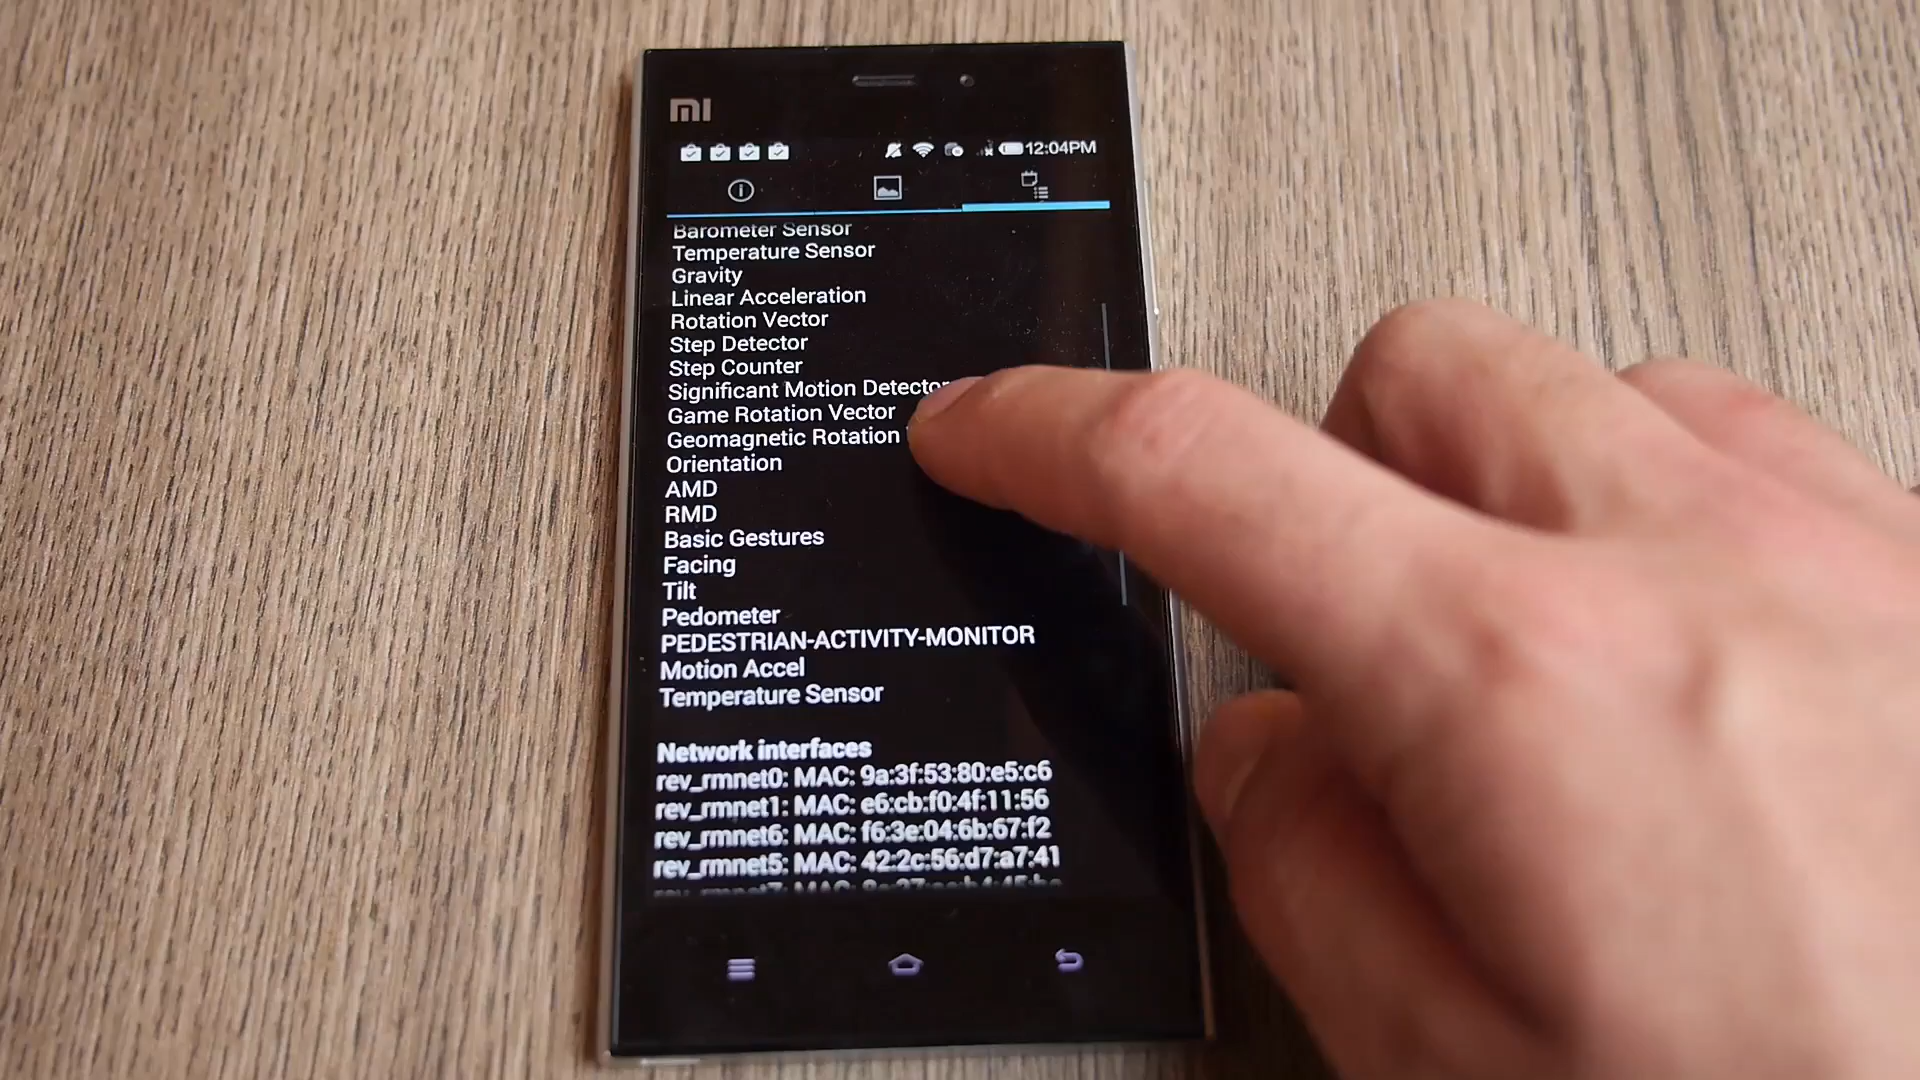 mi
12:04PM
Barometer Sensor
Temperature Sensor
Gravity
Linear Acceleration
Rotation Vector
Step Detector
Step Counter
Significant Motion Detector
Game Rotation Vector
Geomagnetic Rotation
Orientation
AMD
RMD
Basic Gestures
Facing
Tilt
Pedometer
PEDESTRIAN-ACTIVITY-MONITOR
Motion Accel
Temperature Sensor
Network interfaces
rev_rmnet0: MAC: 9a:3f:53:80:e5:c6
rev_rmnet1: MAC: e6:cb:f0:4f:11:56
rev_rmnet6: MAC: f6:3e:04:6b:67:f2
rev_rmnet5: MAC: 42:2c:56:d7:a7:41